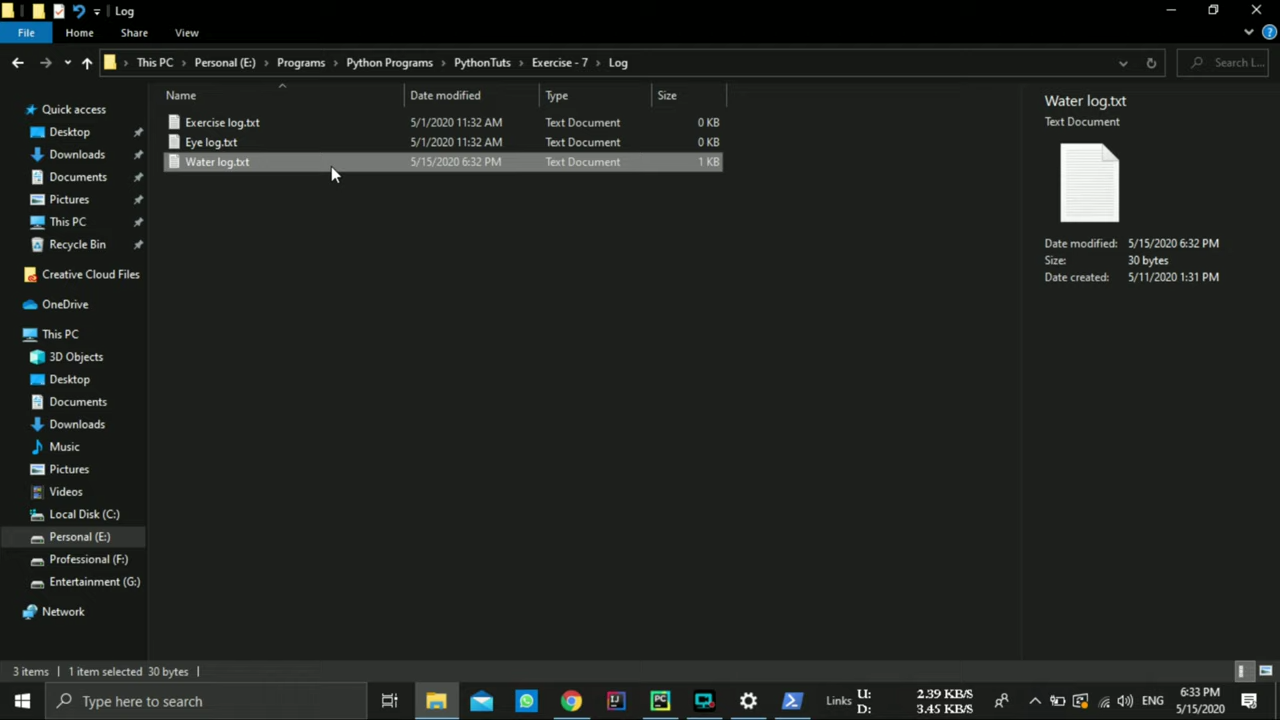 Log
File Home Share View
This PC Personal (E:) Programs Python Programs PythonTuts Exercise - 7 Log Search L...
Name Date modified Type Size
Exercise log.txt 5/1/2020 11:32 AM Text Document 0 KB
Eye log.txt 5/1/2020 11:32 AM Text Document 0 KB
Water log.txt 5/15/2020 6:32 PM Text Document 1 KB
Quick access
Desktop
Downloads
Documents
Pictures
This PC
Recycle Bin
Creative Cloud Files
OneDrive
This PC
3D Objects
Desktop
Documents
Downloads
Music
Pictures
Videos
Local Disk (C:)
Personal (E:)
Professional (F:)
Entertainment (G:)
Network
Water log.txt
Text Document
Date modified: 5/15/2020 6:32 PM
Size: 30 bytes
Date created: 5/11/2020 1:31 PM
3 items 1 item selected 30 bytes
Type here to search
Links
U: 2.39 KB/S
D: 3.45 KB/S
ENG
6:33 PM
5/15/2020